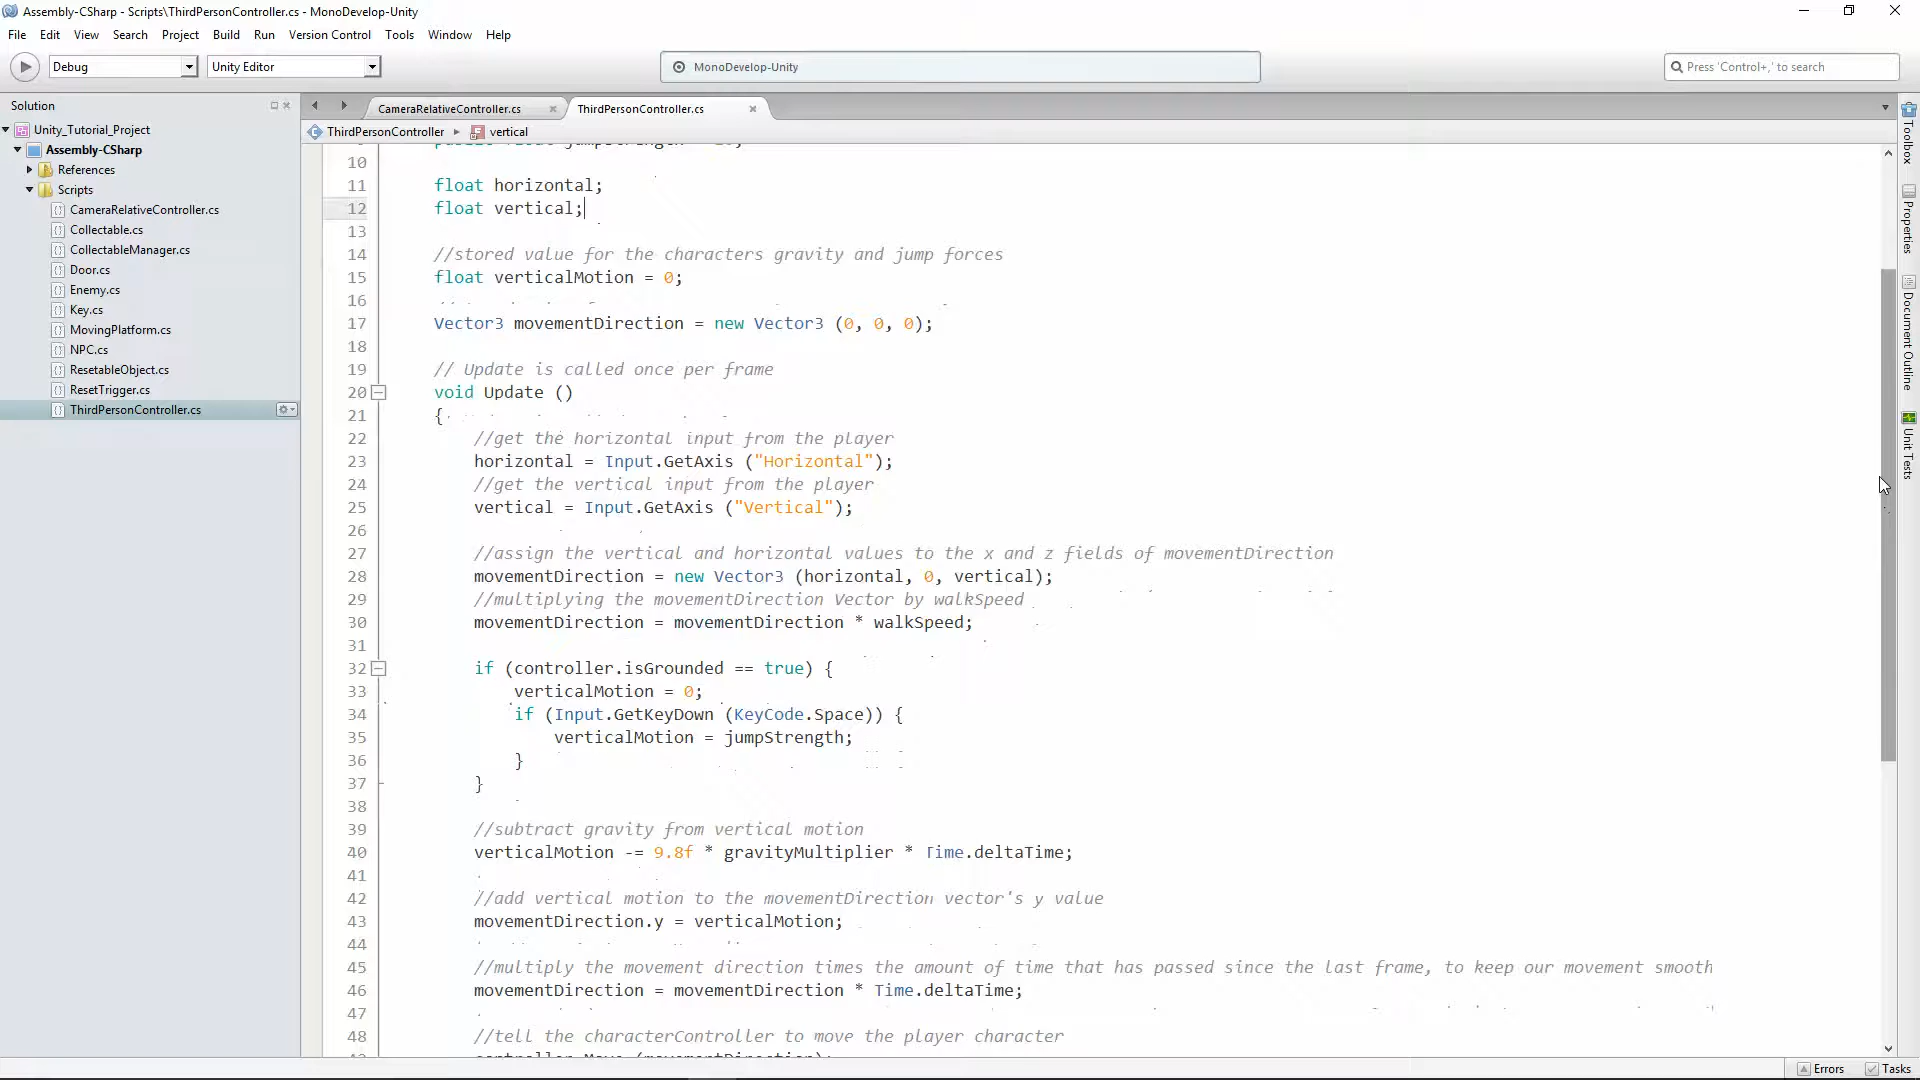 Assembly-CSharp - Scripts\ThirdPersonController.cs - MonoDevelop-Unity
File Edit View Search Project Build Run Version Control Tools Window Help
Debug Unity Editor MonoDevelop-Unity Press 'Control+,' to search
Solution
Unity_Tutorial_Project
Assembly-CSharp
References
Scripts
CameraRelativeController.cs
Collectable.cs
CollectableManager.cs
Door.cs
Enemy.cs
Key.cs
MovingPlatform.cs
NPC.cs
ResetableObject.cs
ResetTrigger.cs
ThirdPersonController.cs
CameraRelativeController.cs ThirdPersonController.cs
ThirdPersonController vertical
10
11 float horizontal;
12 float vertical;
13
14 //stored value for the characters gravity and jump forces
15 float verticalMotion = 0;
16
17 Vector3 movementDirection = new Vector3 (0, 0, 0);
18
19 // Update is called once per frame
20 void Update ()
21 {
22 //get the horizontal input from the player
23 horizontal = Input.GetAxis ("Horizontal");
24 //get the vertical input from the player
25 vertical = Input.GetAxis ("Vertical");
26
27 //assign the vertical and horizontal values to the x and z fields of movementDirection
28 movementDirection = new Vector3 (horizontal, 0, vertical);
29 //multiplying the movementDirection Vector by walkSpeed
30 movementDirection = movementDirection * walkSpeed;
31
32 if (controller.isGrounded == true) {
33 verticalMotion = 0;
34 if (Input.GetKeyDown (KeyCode.Space)) {
35 verticalMotion = jumpStrength;
36 }
37 }
38
39 //subtract gravity from vertical motion
40 verticalMotion -= 9.8f * gravityMultiplier * Time.deltaTime;
41
42 //add vertical motion to the movementDirection vector's y value
43 movementDirection.y = verticalMotion;
44
45 //multiply the movement direction times the amount of time that has passed since the last frame, to keep our movement smooth
46 movementDirection = movementDirection * Time.deltaTime;
47
48 //tell the characterController to move the player character
Toolbox
Properties
Document Outline
Unit Tests
Errors Tasks